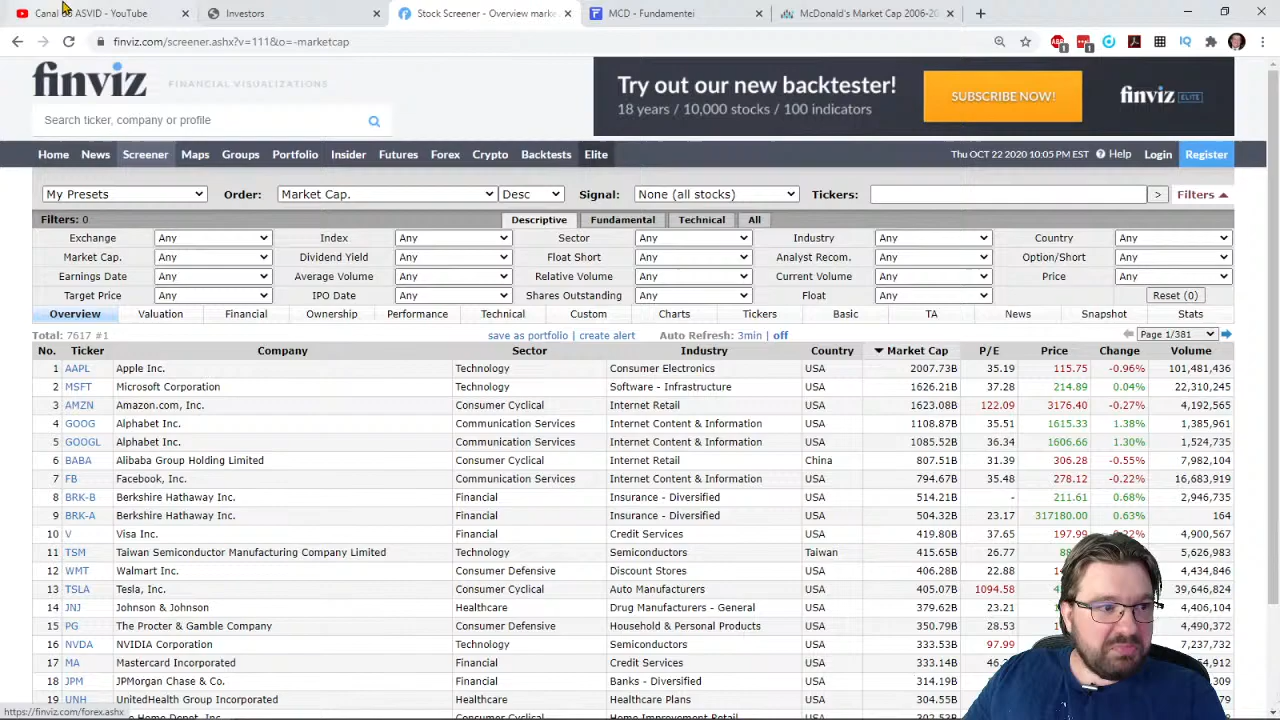 Canal do ASVID - YouTube
Investors
Stock Screener - Overview marke
MCD - Fundamentei
McDonald's Market Cap 2006-20
finviz.com/screener.ashx?v=111&o=-marketcap
finviz FINANCIAL VISUALIZATIONS
Search ticker, company or profile
Try out our new backtester!
18 years / 10,000 stocks / 100 indicators
SUBSCRIBE NOW!
finviz ELITE
Home News Screener Maps Groups Portfolio Insider Futures Forex Crypto Backtests Elite Thu OCT 22 2020 10:05 PM EST Help Login Register
My Presets Order: Market Cap. Desc Signal: None (all stocks) Tickers: > Filters
Filters: 0 Descriptive Fundamental Technical All
Exchange Any Index Any Sector Any Industry Any Country Any
Market Cap. Any Dividend Yield Any Float Short Any Analyst Recom. Any Option/Short Any
Earnings Date Any Average Volume Any Relative Volume Any Current Volume Any Price Any
Target Price Any IPO Date Any Shares Outstanding Any Float Any Reset (0)
Overview Valuation Financial Ownership Performance Technical Custom Charts Tickers Basic TA News Snapshot Stats
Total: 7617 #1 save as portfolio | create alert Auto Refresh: 3min | off Page 1/381
No. Ticker Company Sector Industry Country Market Cap P/E Price Change Volume
1 AAPL Apple Inc. Technology Consumer Electronics USA 2007.73B 35.19 115.75 -0.96% 101,481,436
2 MSFT Microsoft Corporation Technology Software - Infrastructure USA 1626.21B 37.28 214.89 0.04% 22,310,245
3 AMZN Amazon.com, Inc. Consumer Cyclical Internet Retail USA 1623.08B 122.09 3176.40 -0.27% 4,192,565
4 GOOG Alphabet Inc. Communication Services Internet Content & Information USA 1108.87B 35.51 1615.33 1.38% 1,385,961
5 GOOGL Alphabet Inc. Communication Services Internet Content & Information USA 1085.52B 36.34 1606.66 1.30% 1,524,735
6 BABA Alibaba Group Holding Limited Consumer Cyclical Internet Retail China 807.51B 31.39 306.28 -0.55% 7,982,104
7 FB Facebook, Inc. Communication Services Internet Content & Information USA 794.67B 35.48 278.12 -0.22% 16,683,919
8 BRK-B Berkshire Hathaway Inc. Financial Insurance - Diversified USA 514.21B - 211.61 0.68% 2,946,735
9 BRK-A Berkshire Hathaway Inc. Financial Insurance - Diversified USA 504.32B 23.17 317180.00 0.63% 164
10 V Visa Inc. Financial Credit Services USA 419.80B 37.65 197.99 4,900,567
11 TSM Taiwan Semiconductor Manufacturing Company Limited Technology Semiconductors Taiwan 415.65B 26.77 5,626,983
12 WMT Walmart Inc. Consumer Defensive Discount Stores USA 406.28B 22.88 4,434,846
13 TSLA Tesla, Inc. Consumer Cyclical Auto Manufacturers USA 405.07B 1094.58 39,646,824
14 JNJ Johnson & Johnson Healthcare Drug Manufacturers - General USA 379.62B 23.21 4,406,104
15 PG The Procter & Gamble Company Consumer Defensive Household & Personal Products USA 350.79B 28.53 4,490,372
16 NVDA NVIDIA Corporation Technology Semiconductors USA 333.53B 97.99 7,237,732
17 MA Mastercard Incorporated Financial Credit Services USA 333.14B
18 JPM JPMorgan Chase & Co. Financial Banks - Diversified USA 314.19B
19 UNH UnitedHealth Group Incorporated Healthcare Healthcare Plans USA 304.55B
https://finviz.com/forex.ashx